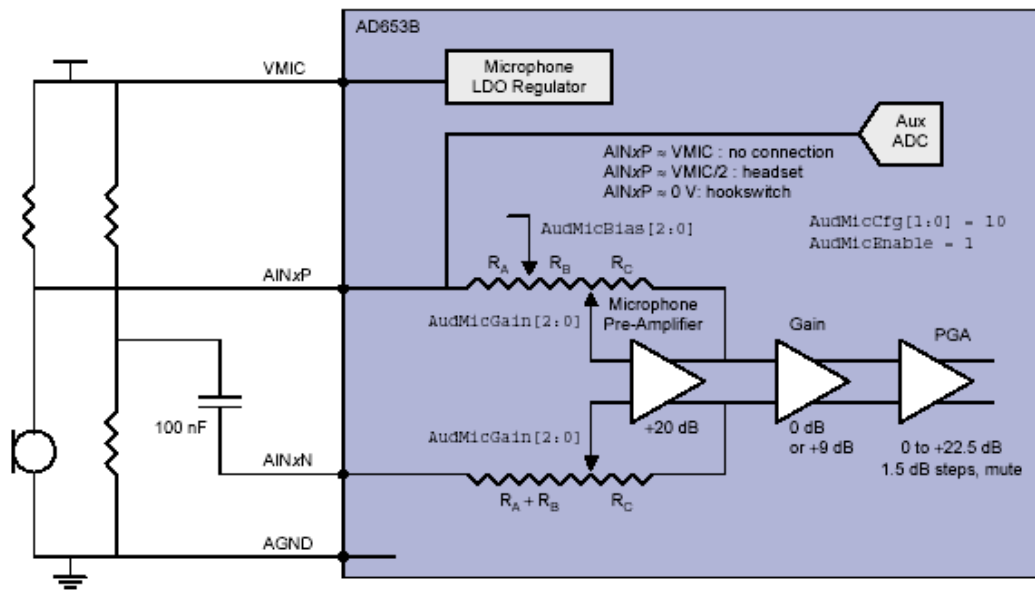 AD653B
VMIC
Microphone
LDO Regulator
Aux
ADC
AINxP ≈ VMIC : no connection
AINxP ≈ VMIC/2 : headset
AINxP ≈ 0 V: hookswitch
AudMicCfg[1:0] = 10
AudMicEnable = 1
AudMicBias[2:0]
RA
RB
RC
AINxP
AudMicGain[2:0]
Microphone
Pre-Amplifier
Gain
PGA
100 nF
AudMicGain[2:0]
+20 dB
0 dB
or +9 dB
0 to +22.5 dB
1.5 dB steps, mute
AINxN
RA + RB
RC
AGND